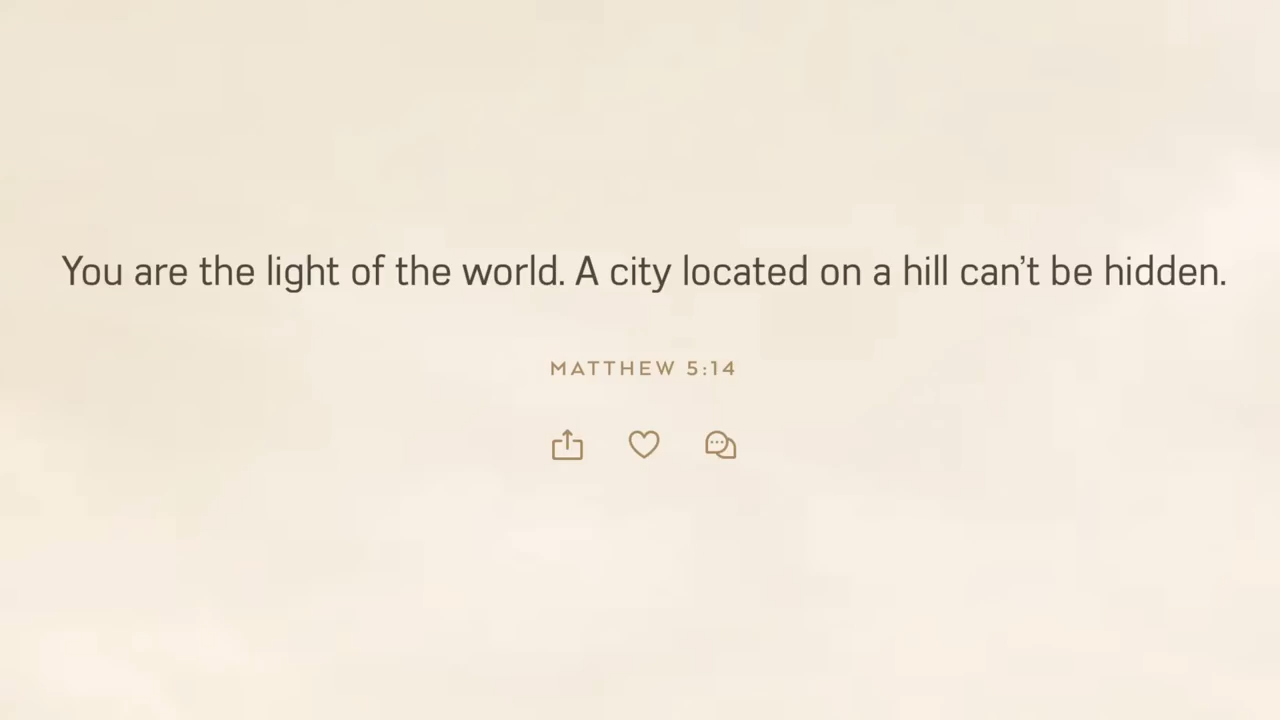 You are the light of the world. A city located on a hill can’t be hidden.
MATTHEW 5:14